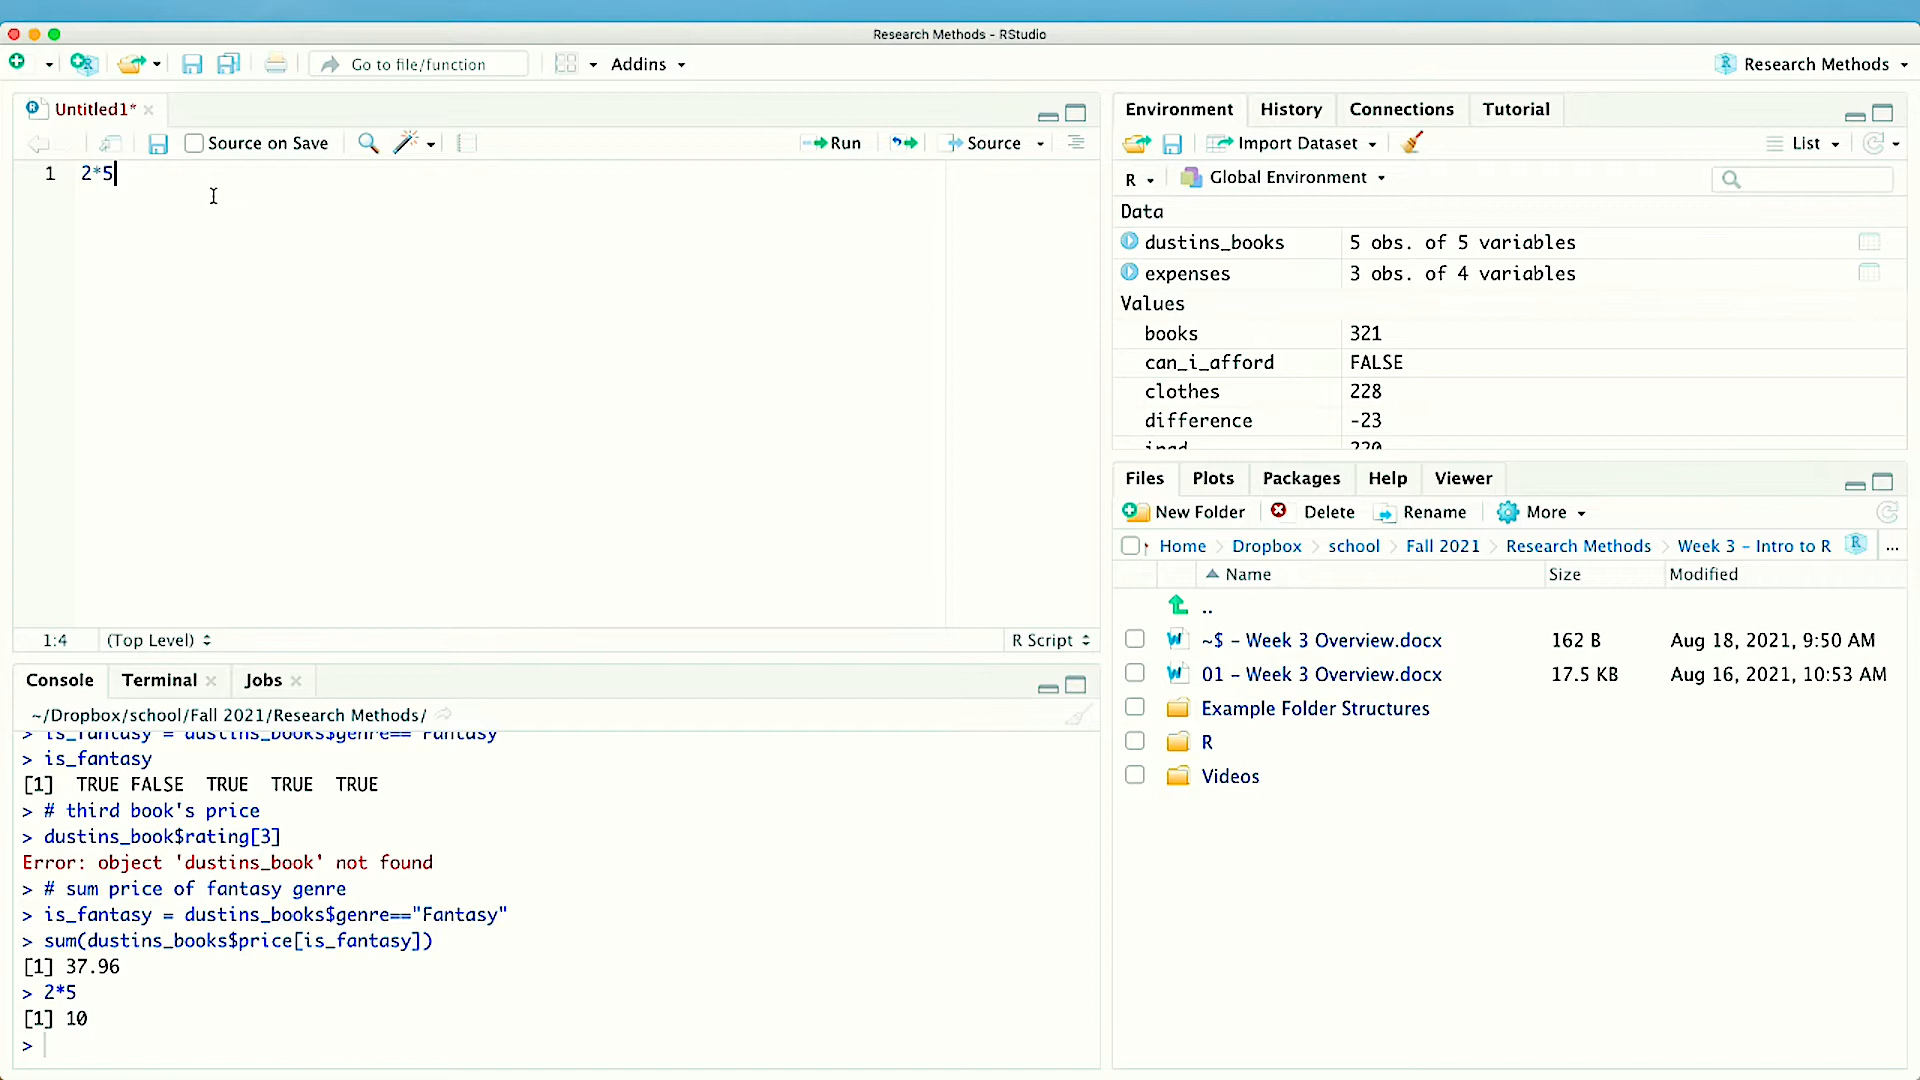 Research Methods - RStudio
Go to file/function
Addins
Research Methods
Untitled1*
Source on Save
Run
Source
1 2*5
1:4 (Top Level) R Script
Console Terminal Jobs
~/Dropbox/school/Fall 2021/Research Methods/
> is_fantasy = dustins_books$genre=="Fantasy"
> is_fantasy
[1] TRUE FALSE TRUE TRUE TRUE
> # third book's price
> dustins_book$rating[3]
Error: object 'dustins_book' not found
> # sum price of fantasy genre
> is_fantasy = dustins_books$genre=="Fantasy"
> sum(dustins_books$price[is_fantasy])
[1] 37.96
> 2*5
[1] 10
>
Environment History Connections Tutorial
Import Dataset List
R Global Environment
Data
dustins_books 5 obs. of 5 variables
expenses 3 obs. of 4 variables
Values
books 321
can_i_afford FALSE
clothes 228
difference -23
ipad 220
Files Plots Packages Help Viewer
New Folder Delete Rename More
Home Dropbox school Fall 2021 Research Methods Week 3 - Intro to R ...
Name Size Modified
..
~$ - Week 3 Overview.docx 162 B Aug 18, 2021, 9:50 AM
01 - Week 3 Overview.docx 17.5 KB Aug 16, 2021, 10:53 AM
Example Folder Structures
R
Videos